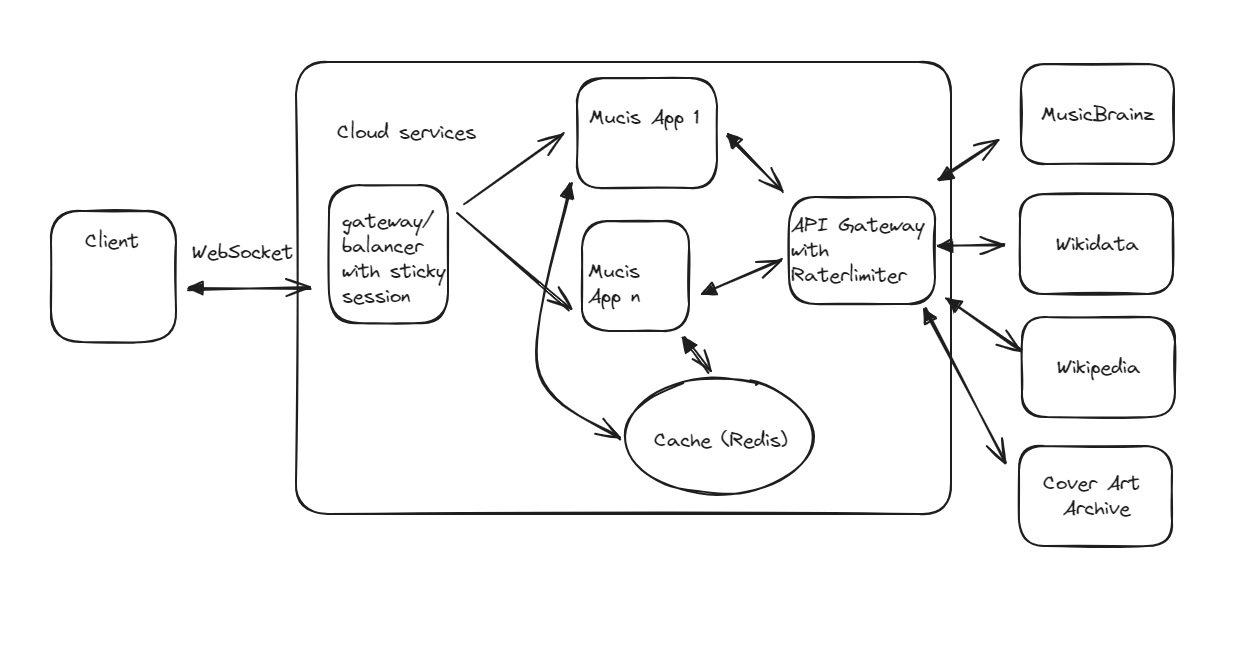 Cloud services
Client
WebSocket
gateway/
balancer
with sticky
session
Mucis App 1
Mucis
App n
Cache (Redis)
API Gateway
with
Raterlimiter
MusicBrainz
Wikidata
Wikipedia
Cover Art
Archive